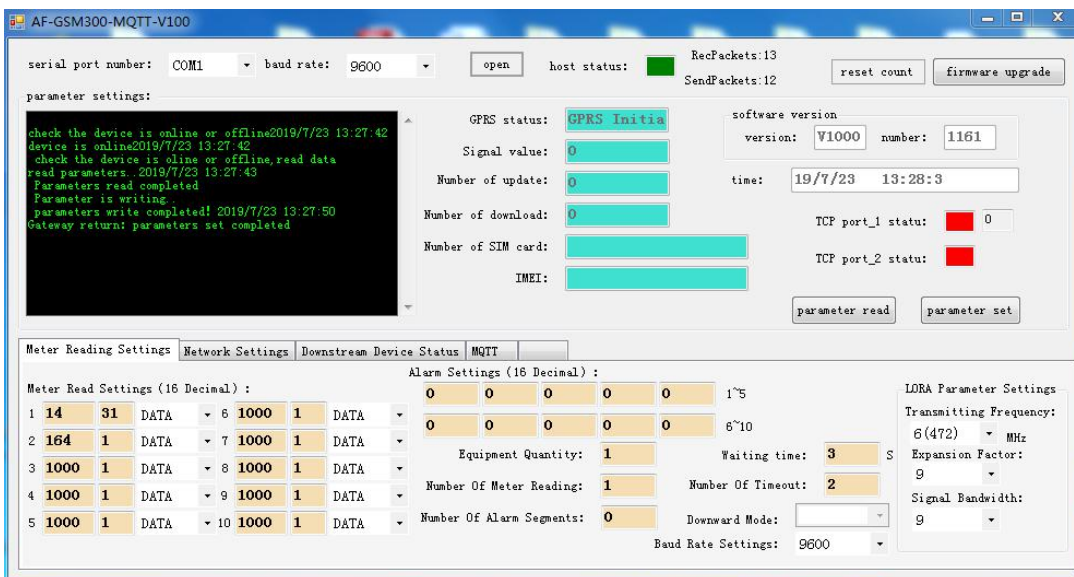 AF-GSM300-MQTT-V100
serial port number: COM1 baud rate: 9600 open host status: RecPackets:13
SendPackets:12
reset count firmware upgrade
parameter settings:
check the device is online or offline2019/7/23 13:27:42
device is online2019/7/23 13:27:42
check the device is oline or offline,read data
read parameters..2019/7/23 13:27:43
Parameters read completed
Parameter is writing..
parameters write completed! 2019/7/23 13:27:50
Gateway return: parameters set completed
GPRS status: GPRS Initia
Signal value: 0
Number of update: 0
Number of download: 0
Number of SIM card:
IMEI:
software version
version: V1000 number: 1161
time: 19/7/23 13:28:3
TCP port_1 statu: 0
TCP port_2 statu:
parameter read parameter set
Meter Reading Settings Network Settings Downstream Device Status MQTT
Meter Read Settings (16 Decimal) :
1 14 31 DATA 6 1000 1 DATA
2 164 1 DATA 7 1000 1 DATA
3 1000 1 DATA 8 1000 1 DATA
4 1000 1 DATA 9 1000 1 DATA
5 1000 1 DATA 10 1000 1 DATA
Alarm Settings (16 Decimal) :
0 0 0 0 0 1~5
0 0 0 0 0 6~10
Equipment Quantity: 1 Waiting time: 3 S
Number Of Meter Reading: 1 Number Of Timeout: 2
Number Of Alarm Segments: 0 Downward Mode:
Baud Rate Settings: 9600
LORA Parameter Settings
Transmitting Frequency:
6(472) MHz
Expansion Factor:
9
Signal Bandwidth:
9